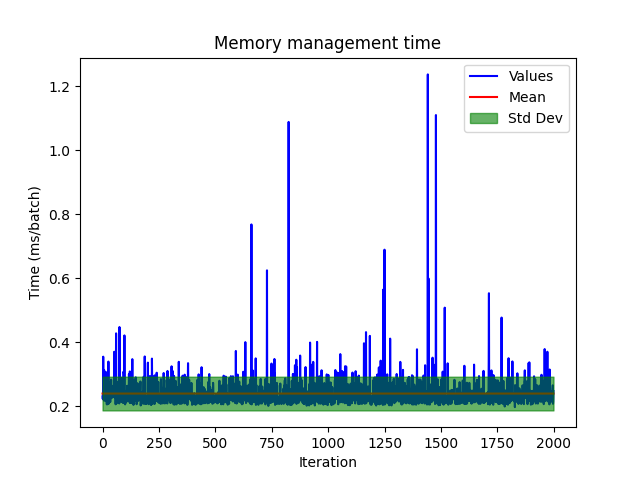 Memory management time
Values
Mean
Std Dev
Time (ms/batch)
1.2
1.0
0.8
0.6
0.4
0.2
0 250 500 750 1000 1250 1500 1750 2000
Iteration